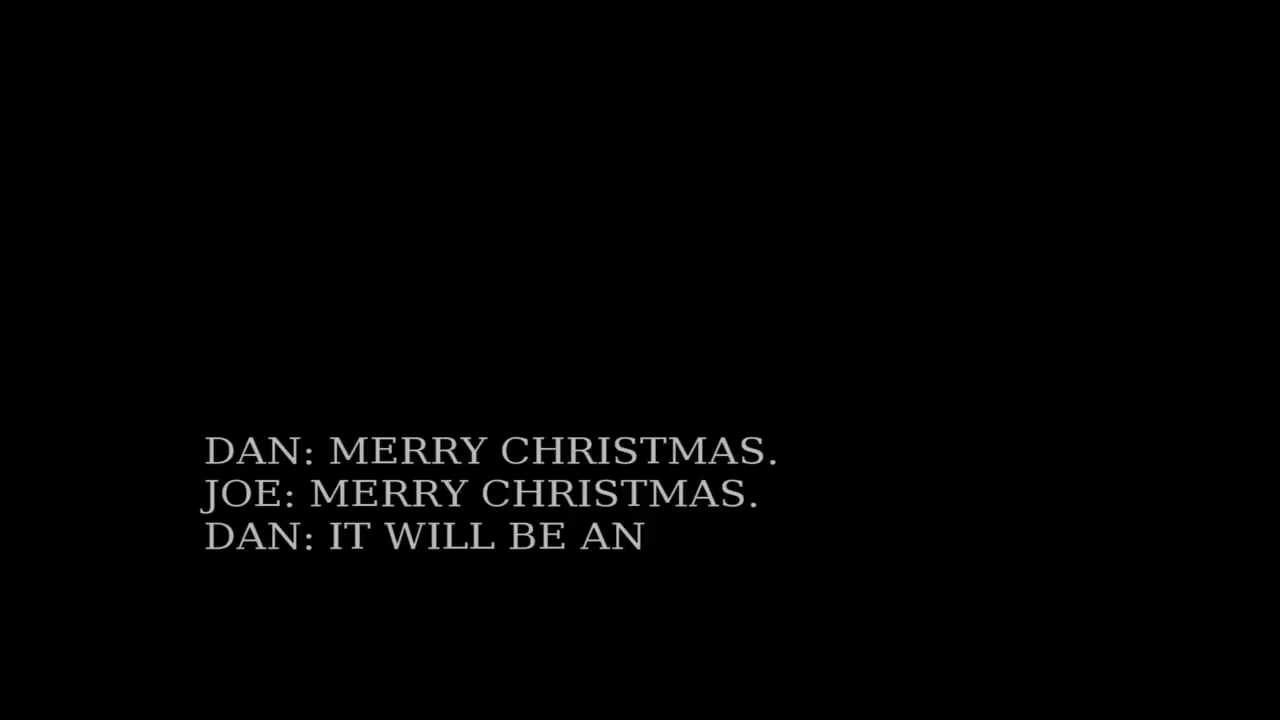 DAN: MERRY CHRISTMAS.
JOE: MERRY CHRISTMAS.
DAN: IT WILL BE AN